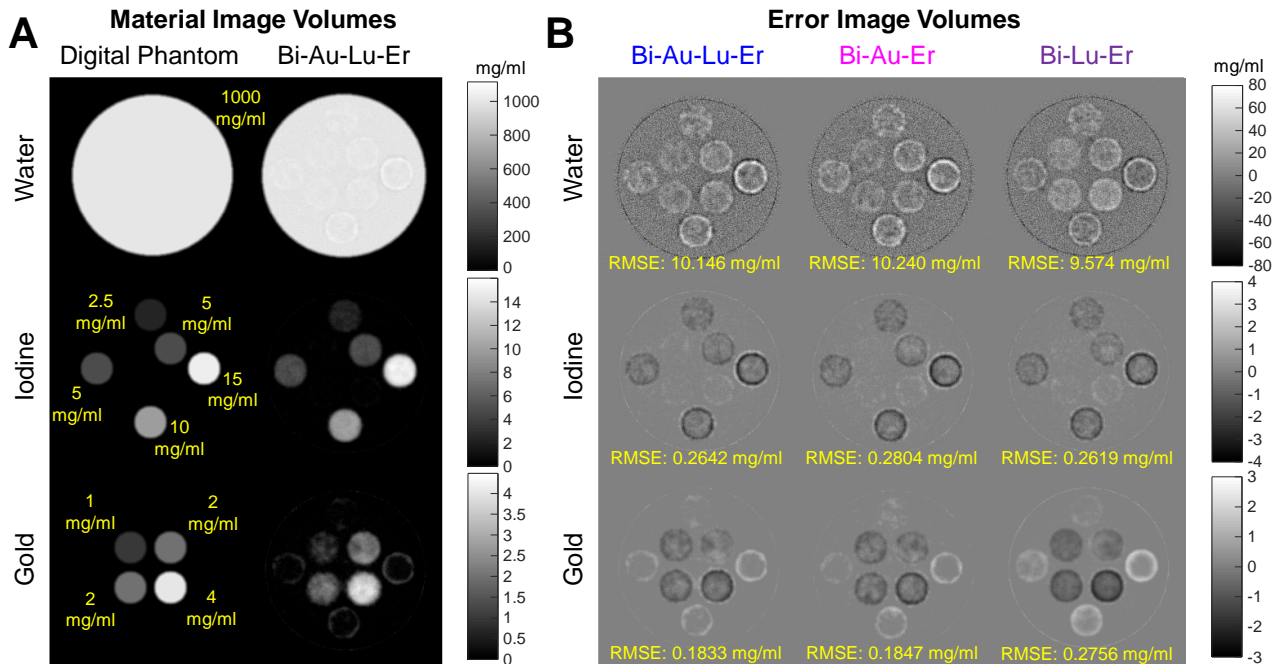 A
Material Image Volumes
Digital Phantom
Bi-Au-Lu-Er
mg/ml
Water
1000
mg/ml
1000
800
600
400
200
0
Iodine
2.5
mg/ml
5
mg/ml
5
mg/ml
15
mg/ml
10
mg/ml
14
12
10
8
6
4
2
0
Gold
1
mg/ml
2
mg/ml
2
mg/ml
4
mg/ml
4
3.5
3
2.5
2
1.5
1
0.5
0
B
Error Image Volumes
Bi-Au-Lu-Er
Bi-Au-Er
Bi-Lu-Er
mg/ml
Water
RMSE: 10.146 mg/ml
RMSE: 10.240 mg/ml
RMSE: 9.574 mg/ml
80
60
40
20
0
-20
-40
-60
-80
Iodine
RMSE: 0.2642 mg/ml
RMSE: 0.2804 mg/ml
RMSE: 0.2619 mg/ml
4
3
2
1
0
-1
-2
-3
-4
Gold
RMSE: 0.1833 mg/ml
RMSE: 0.1847 mg/ml
RMSE: 0.2756 mg/ml
3
2
1
0
-1
-2
-3